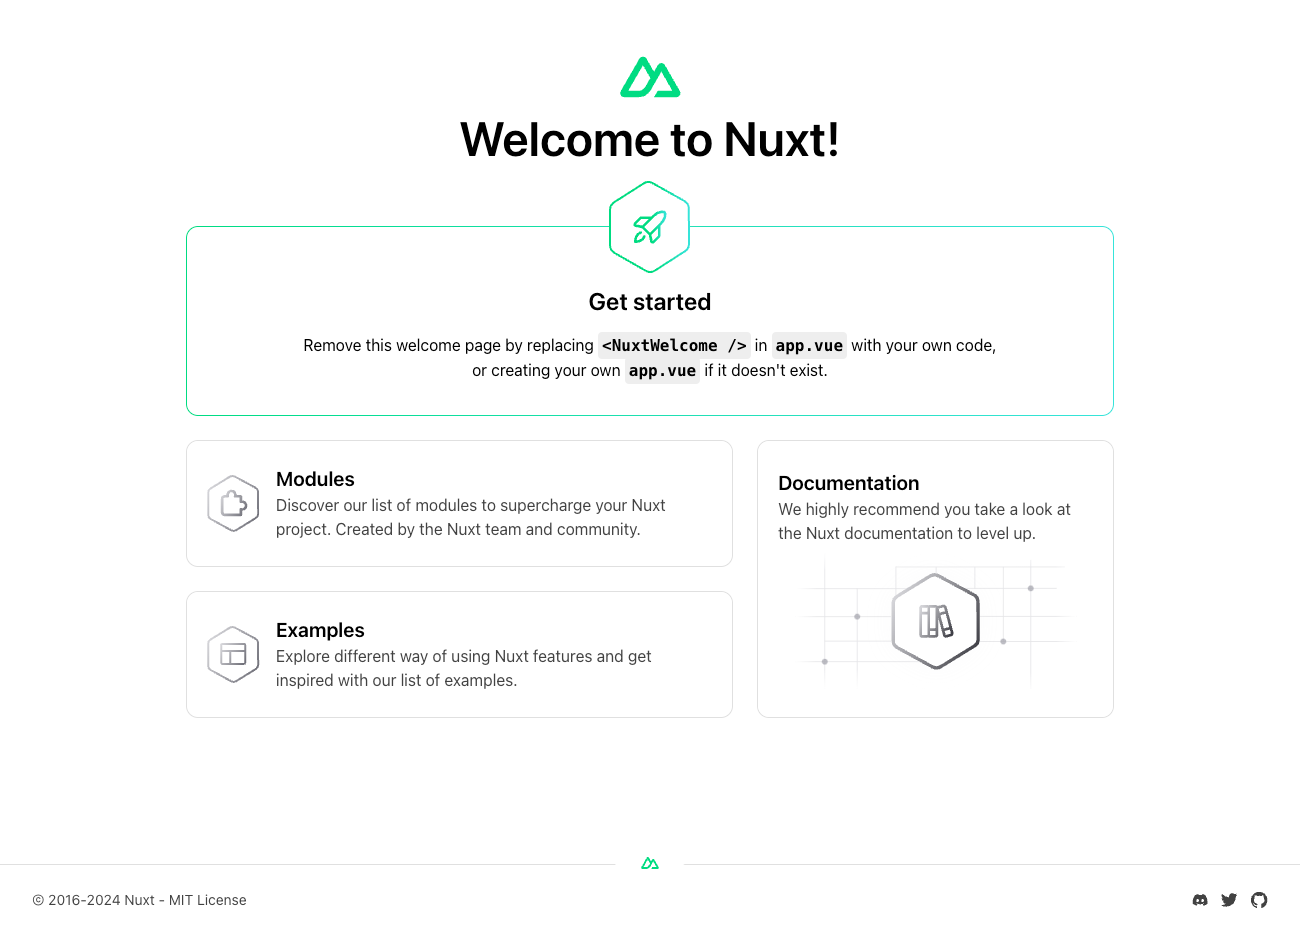 Welcome to Nuxt!
Get started
Remove this welcome page by replacing <NuxtWelcome /> in app.vue with your own code,
or creating your own app.vue if it doesn't exist.
Modules
Discover our list of modules to supercharge your Nuxt
project. Created by the Nuxt team and community.
Documentation
We highly recommend you take a look at
the Nuxt documentation to level up.
Examples
Explore different way of using Nuxt features and get
inspired with our list of examples.
© 2016-2024 Nuxt - MIT License